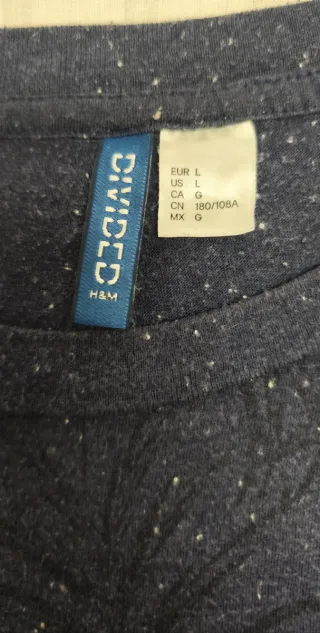 DIVIDED
H&M
EUR L
US L
CA G
CN 180/108A
MX G